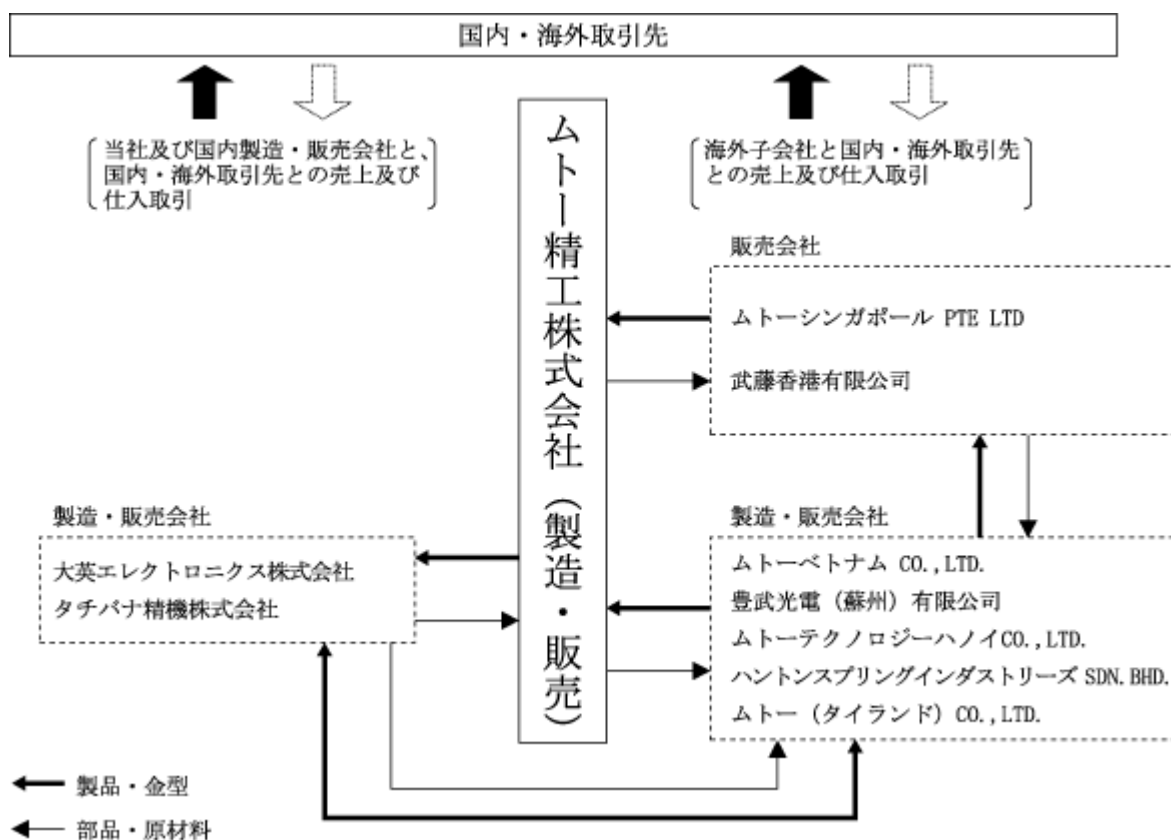 国内・海外取引先
当社及び国内製造・販売会社と、
国内・海外取引先との売上及び
仕入取引
海外子会社と国内・海外取引先
との売上及び仕入取引
ムトー精工株式会社（製造・販売）
販売会社
ムトーシンガポール PTE LTD
武藤香港有限公司
製造・販売会社
大英エレクトロニクス株式会社
タチバナ精機株式会社
製造・販売会社
ムトーベトナム CO.,LTD.
豊武光電（蘇州）有限公司
ムトーテクノロジーハノイCO.,LTD.
ハントンスプリングインダストリーズ SDN.BHD.
ムトー（タイランド）CO.,LTD.
製品・金型
部品・原材料